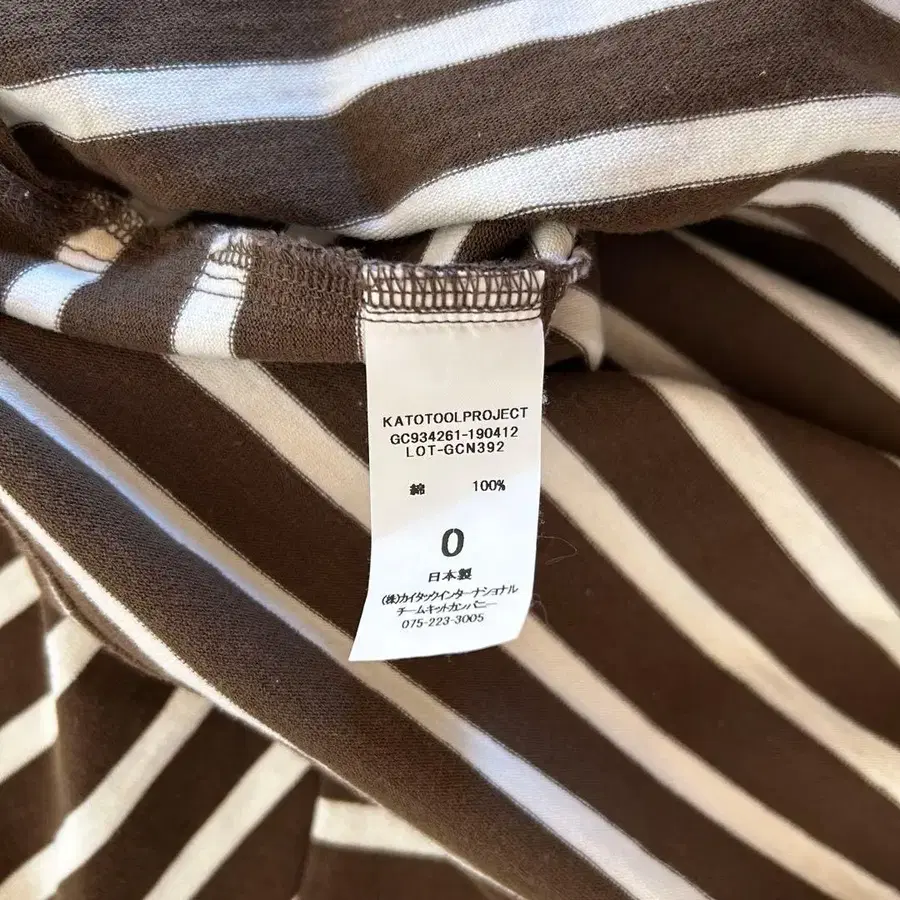 KATOTOOLPROJECT
GC934261-190412
LOT-GCN392
綿 100%
0
日本製
(株)カイタックインターナショナル
チームキットカンパニー
075-223-3005